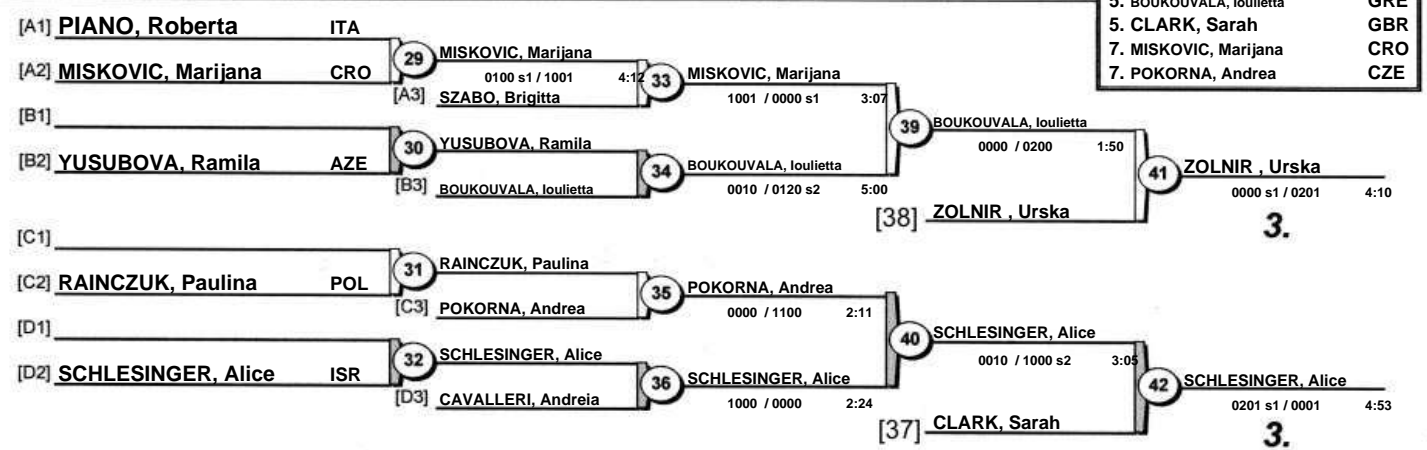 5. BOUKOUVALA, Ioulietta GRE
5. CLARK, Sarah GBR
7. MISKOVIC, Marijana CRO
7. POKORNA, Andrea CZE
[A1] PIANO, Roberta ITA
[A2] MISKOVIC, Marijana CRO
29
MISKOVIC, Marijana
0100 s1 / 1001 4:12
[A3] SZABO, Brigitta
33
MISKOVIC, Marijana
1001 / 0000 s1 3:07
[B1]
[B2] YUSUBOVA, Ramila AZE
30
YUSUBOVA, Ramila
[B3] BOUKOUVALA, Ioulietta
34
BOUKOUVALA, Ioulietta
0010 / 0120 s2 5:00
39
BOUKOUVALA, Ioulietta
0000 / 0200 1:50
[38] ZOLNIR , Urska
41
ZOLNIR , Urska
0000 s1 / 0201 4:10
3.
[C1]
[C2] RAINCZUK, Paulina POL
31
RAINCZUK, Paulina
[C3] POKORNA, Andrea
35
POKORNA, Andrea
0000 / 1100 2:11
[D1]
[D2] SCHLESINGER, Alice ISR
32
SCHLESINGER, Alice
[D3] CAVALLERI, Andreia
36
SCHLESINGER, Alice
1000 / 0000 2:24
40
SCHLESINGER, Alice
0010 / 1000 s2 3:05
[37] CLARK, Sarah
42
SCHLESINGER, Alice
0201 s1 / 0001 4:53
3.